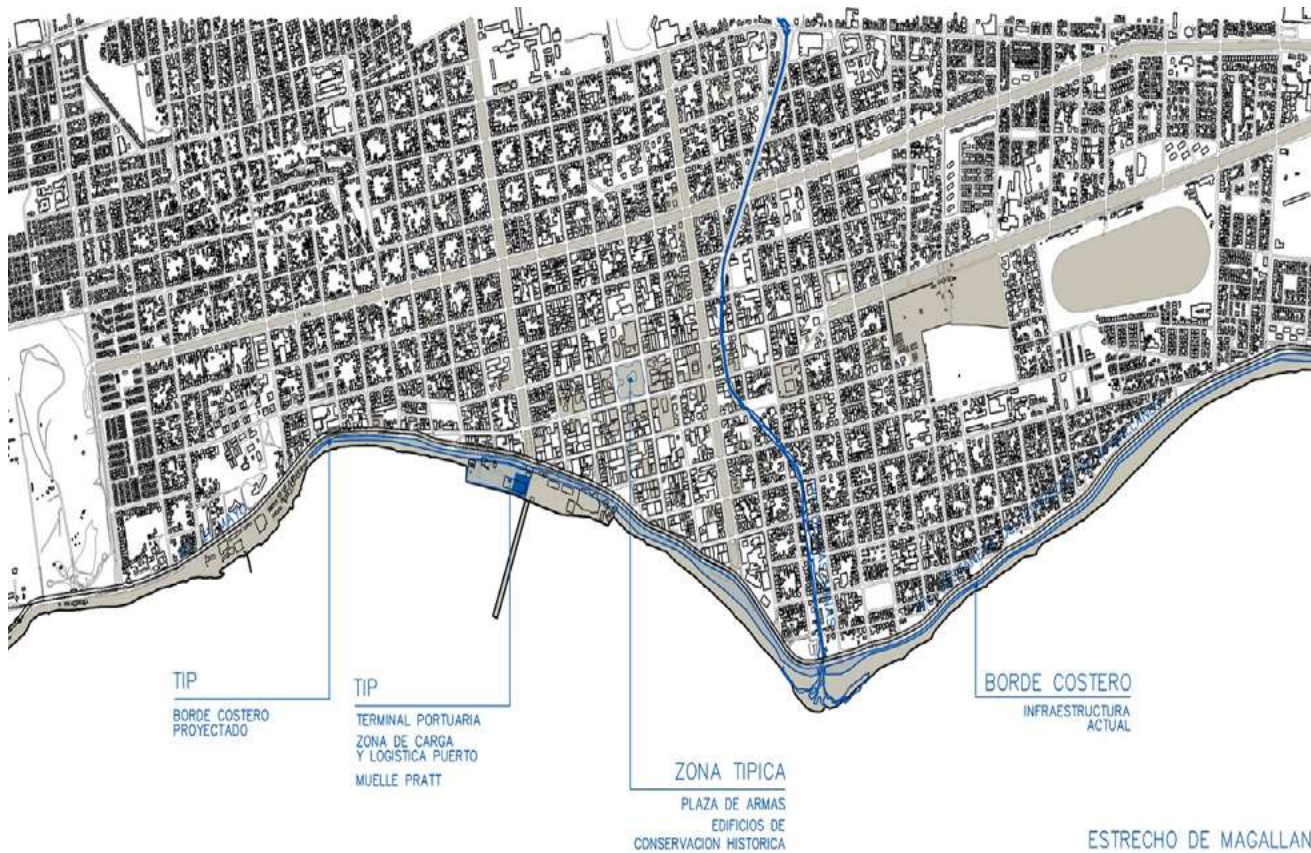 TIP
BORDE COSTERO
PROYECTADO
TIP
TERMINAL PORTUARIA
ZONA DE CARGA
Y LOGISTICA PUERTO
MUELLE PRATT
ZONA TIPICA
PLAZA DE ARMAS
EDIFICIOS DE
CONSERVACION HISTORICA
BORDE COSTERO
INFRAESTRUCTURA
ACTUAL
ESTRECHO DE MAGALLAN